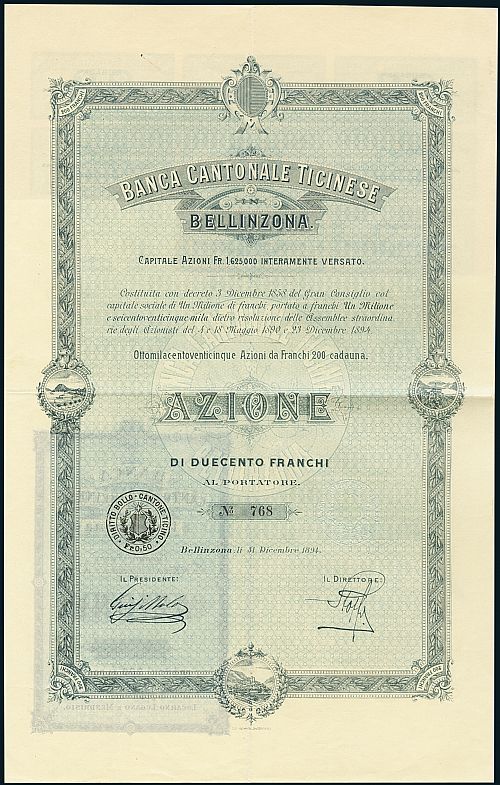 BANCA CANTONALE TICINESE
IN
BELLINZONA.
CAPITALE AZIONI FR. 1,625,000 INTERAMENTE VERSATO.
Costituita con decreto 3 Dicembre 1858 del Gran Consiglio col
capitale sociale di Un Milione di franchi, portato a franchi Un Milione
e seicentoventicinque mila dietro risoluzione delle Assemblee straordina
rie degli Azionisti del 4 e 18 Maggio 1890 e 23 Dicembre 1894.
Ottomilacentoventicinque Azioni da Franchi 200 cadauna.
AZIONE
DI DUECENTO FRANCHI
AL PORTATORE.
No 768
DIRITTO BOLLO · CANTONE TICINO
Fr. 0,50
Bellinzona, li 31 Dicembre 1894.
IL PRESIDENTE:
IL DIRETTORE:
LOCARNO LUGANO E MENDRISIO.